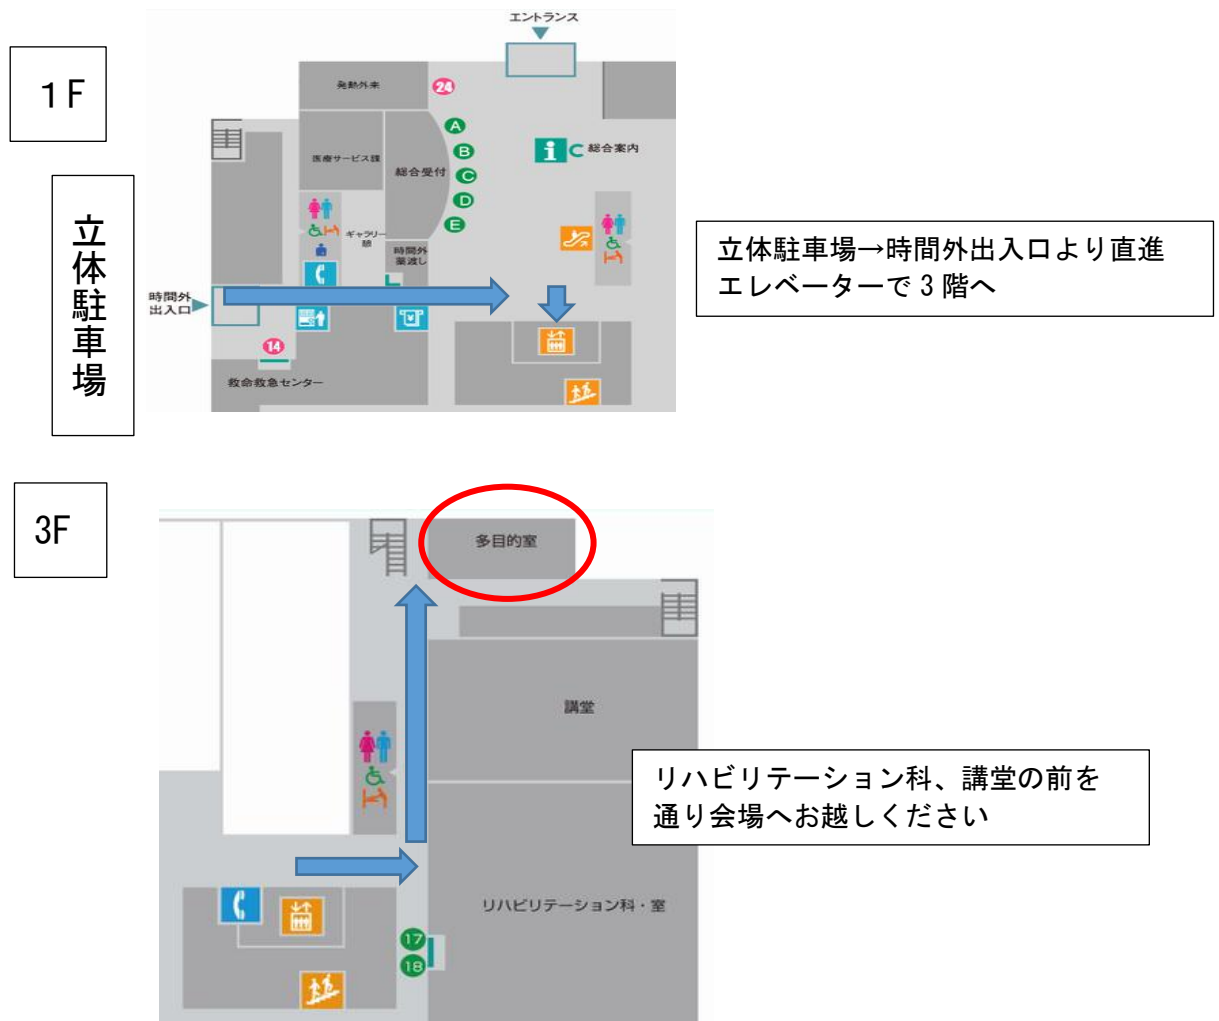 エントランス
１F
発熱外来
24
A
医療サービス課
B
i
C 総合案内
総合受付
C
D
ギャラリー
憩
E
時間外
薬渡し
立体駐車場
時間外
出入口
14
救命救急センター
立体駐車場→時間外出入口より直進
エレベーターで 3 階へ
3F
多目的室
講堂
リハビリテーション科、講堂の前を
通り会場へお越しください
リハビリテーション科・室
17
18